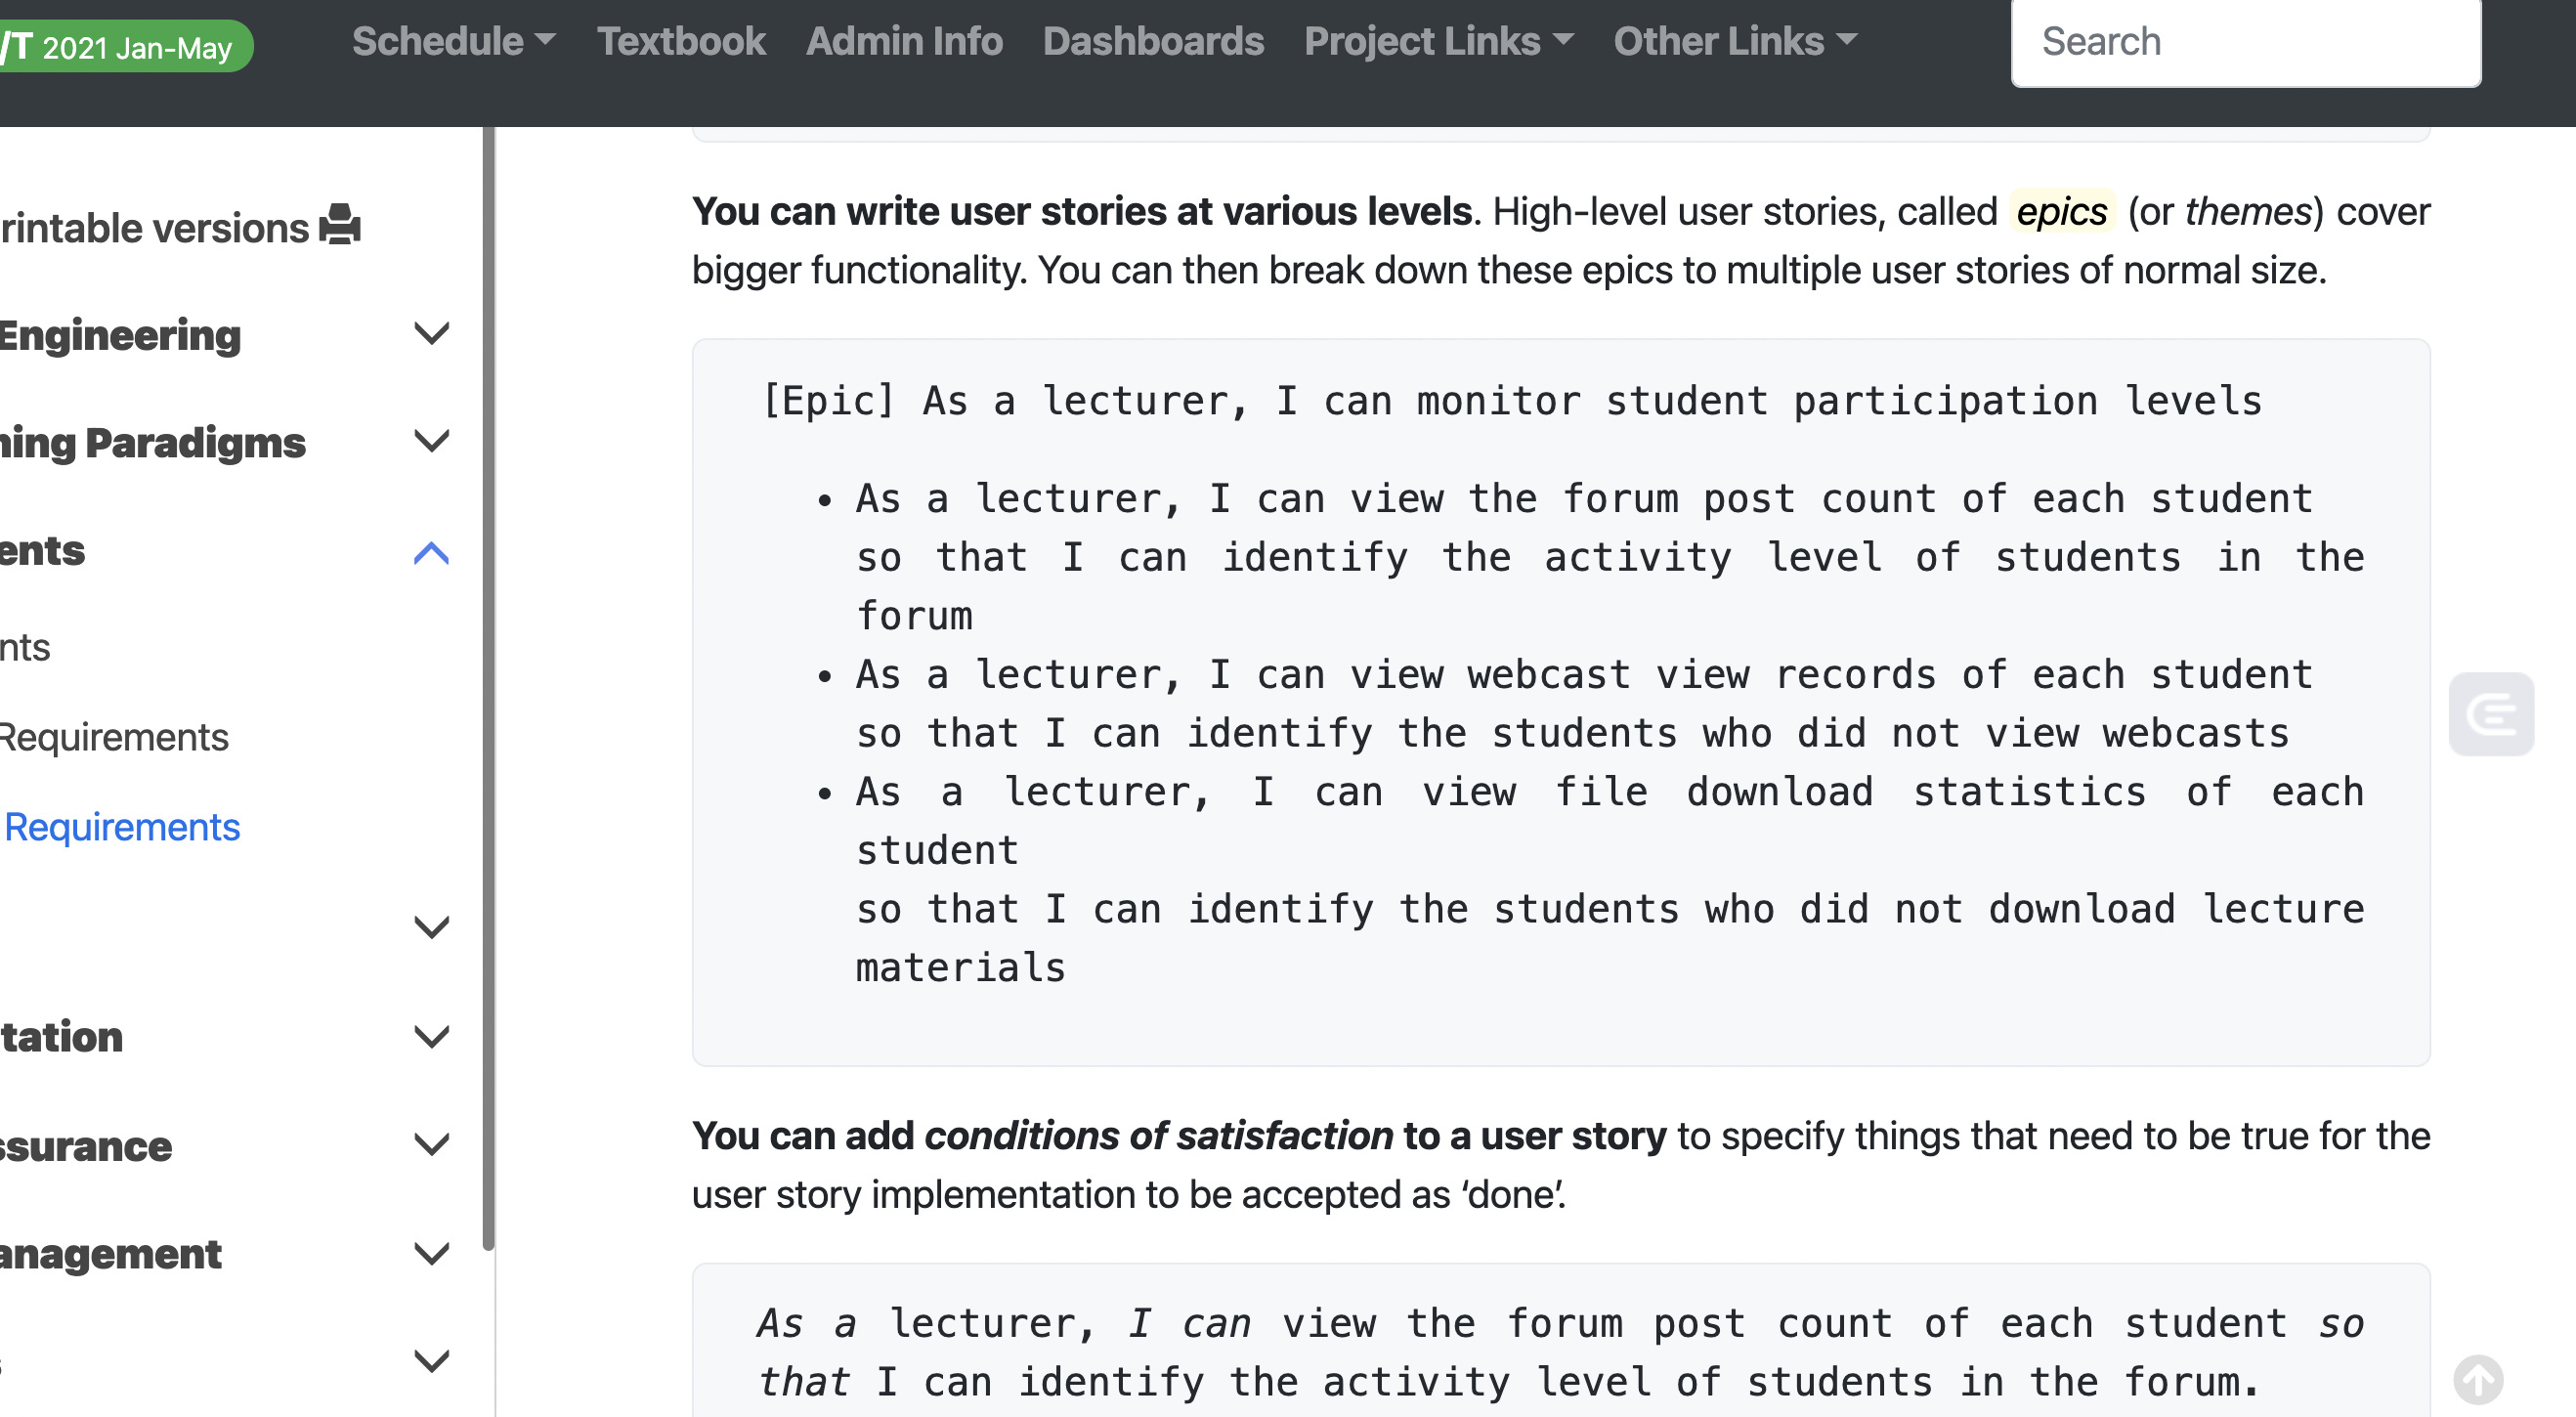 /T 2021 Jan-May
Schedule Textbook Admin Info Dashboards Project Links Other Links Search
rintable versions
Engineering
ning Paradigms
ents
nts
Requirements
Requirements
tation
ssurance
anagement
s
You can write user stories at various levels. High-level user stories, called epics (or themes) cover
bigger functionality. You can then break down these epics to multiple user stories of normal size.
[Epic] As a lecturer, I can monitor student participation levels
• As a lecturer, I can view the forum post count of each student
so that I can identify the activity level of students in the
forum
• As a lecturer, I can view webcast view records of each student
so that I can identify the students who did not view webcasts
• As a lecturer, I can view file download statistics of each
student
so that I can identify the students who did not download lecture
materials
You can add conditions of satisfaction to a user story to specify things that need to be true for the
user story implementation to be accepted as ‘done’.
As a lecturer, I can view the forum post count of each student so
that I can identify the activity level of students in the forum.